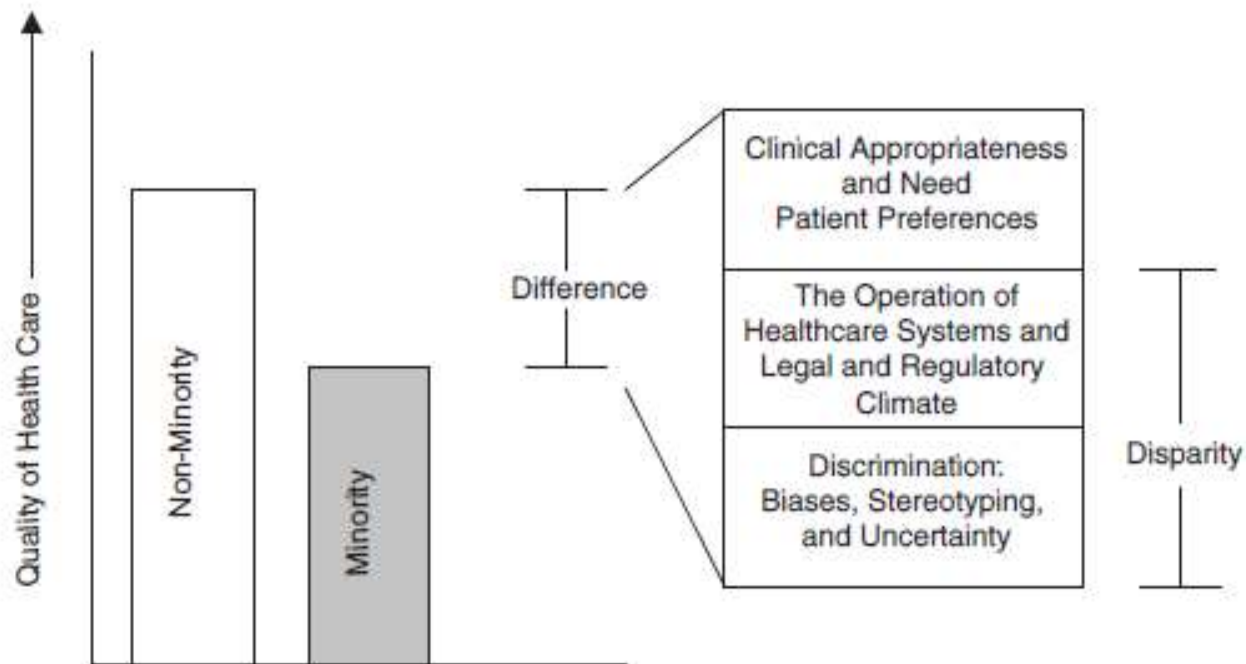 Quality of Health Care
Non-Minority
Minority
Difference
Clinical Appropriateness
and Need
Patient Preferences
The Operation of
Healthcare Systems and
Legal and Regulatory
Climate
Discrimination:
Biases, Stereotyping,
and Uncertainty
Disparity